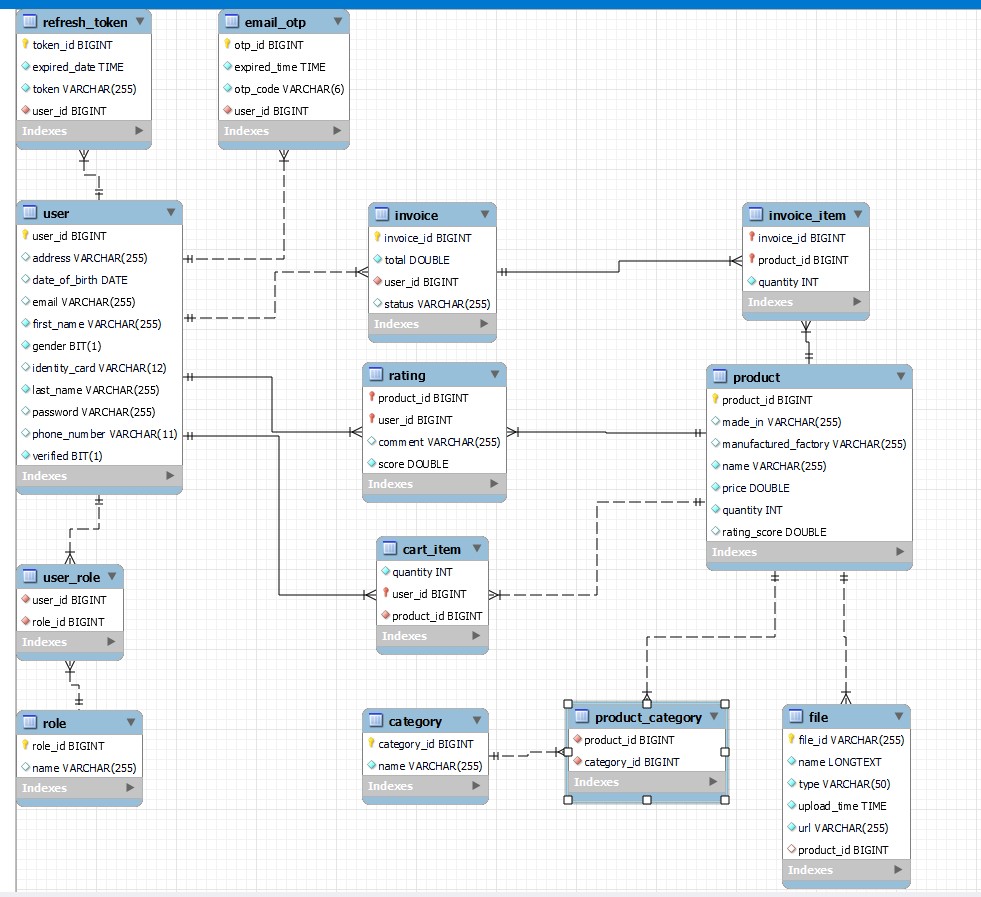 refresh_token
token_id BIGINT
expired_date TIME
token VARCHAR(255)
user_id BIGINT
Indexes
email_otp
otp_id BIGINT
expired_time TIME
otp_code VARCHAR(6)
user_id BIGINT
Indexes
user
user_id BIGINT
address VARCHAR(255)
date_of_birth DATE
email VARCHAR(255)
first_name VARCHAR(255)
gender BIT(1)
identity_card VARCHAR(12)
last_name VARCHAR(255)
password VARCHAR(255)
phone_number VARCHAR(11)
verified BIT(1)
Indexes
invoice
invoice_id BIGINT
total DOUBLE
user_id BIGINT
status VARCHAR(255)
Indexes
invoice_item
invoice_id BIGINT
product_id BIGINT
quantity INT
Indexes
rating
product_id BIGINT
user_id BIGINT
comment VARCHAR(255)
score DOUBLE
Indexes
product
product_id BIGINT
made_in VARCHAR(255)
manufactured_factory VARCHAR(255)
name VARCHAR(255)
price DOUBLE
quantity INT
rating_score DOUBLE
Indexes
cart_item
quantity INT
user_id BIGINT
product_id BIGINT
Indexes
user_role
user_id BIGINT
role_id BIGINT
Indexes
role
role_id BIGINT
name VARCHAR(255)
Indexes
category
category_id BIGINT
name VARCHAR(255)
Indexes
product_category
product_id BIGINT
category_id BIGINT
Indexes
file
file_id VARCHAR(255)
name LONGTEXT
type VARCHAR(50)
upload_time TIME
url VARCHAR(255)
product_id BIGINT
Indexes